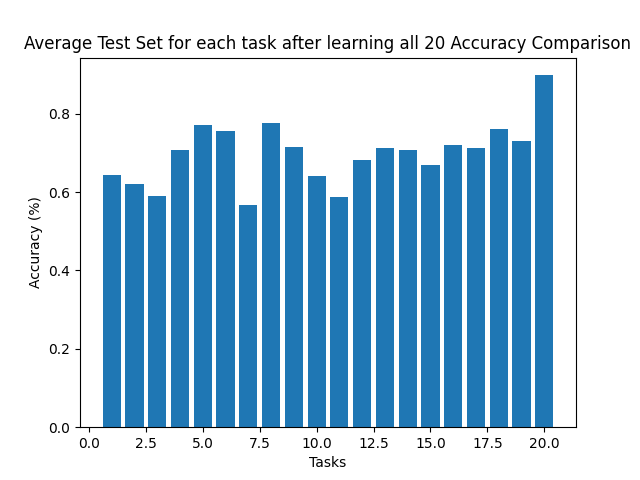 Average Test Set for each task after learning all 20 Accuracy Comparison
Accuracy (%)
0.8
0.6
0.4
0.2
0.0
0.0 2.5 5.0 7.5 10.0 12.5 15.0 17.5 20.0
Tasks